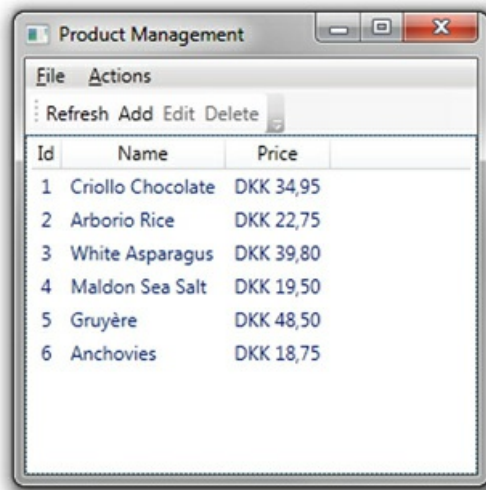 Product Management
File Actions
Refresh Add Edit Delete
Id Name Price
1 Criollo Chocolate DKK 34,95
2 Arborio Rice DKK 22,75
3 White Asparagus DKK 39,80
4 Maldon Sea Salt DKK 19,50
5 Gruyère DKK 48,50
6 Anchovies DKK 18,75